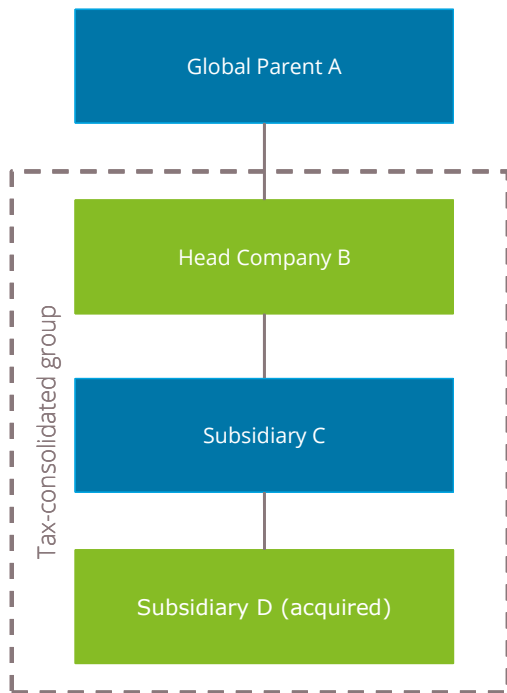 Global Parent A
Head Company B
Tax-consolidated group
Subsidiary C
Subsidiary D (acquired)